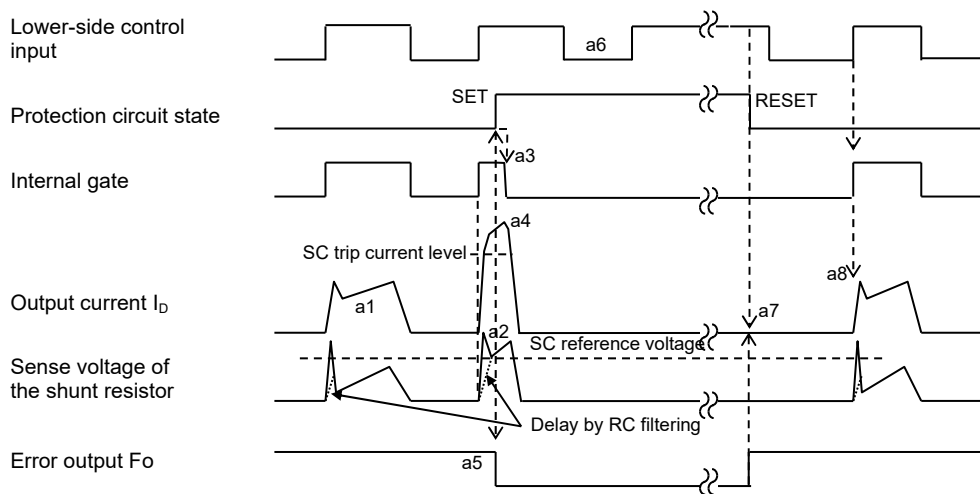 Lower-side control
input
a6
Protection circuit state
SET
RESET
a3
Internal gate
a4
SC trip current level
a8
Output current ID
a1
a7
a2
SC reference voltage
Sense voltage of
the shunt resistor
Delay by RC filtering
Error output Fo
a5